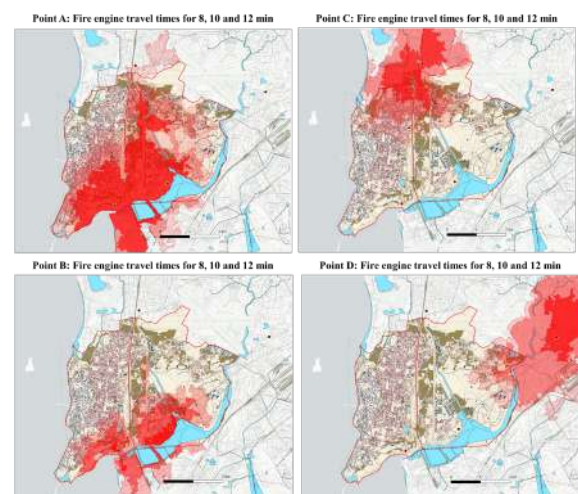 Point A: Fire engine travel times for 8, 10 and 12 min
Point C: Fire engine travel times for 8, 10 and 12 min
Point B: Fire engine travel times for 8, 10 and 12 min
Point D: Fire engine travel times for 8, 10 and 12 min